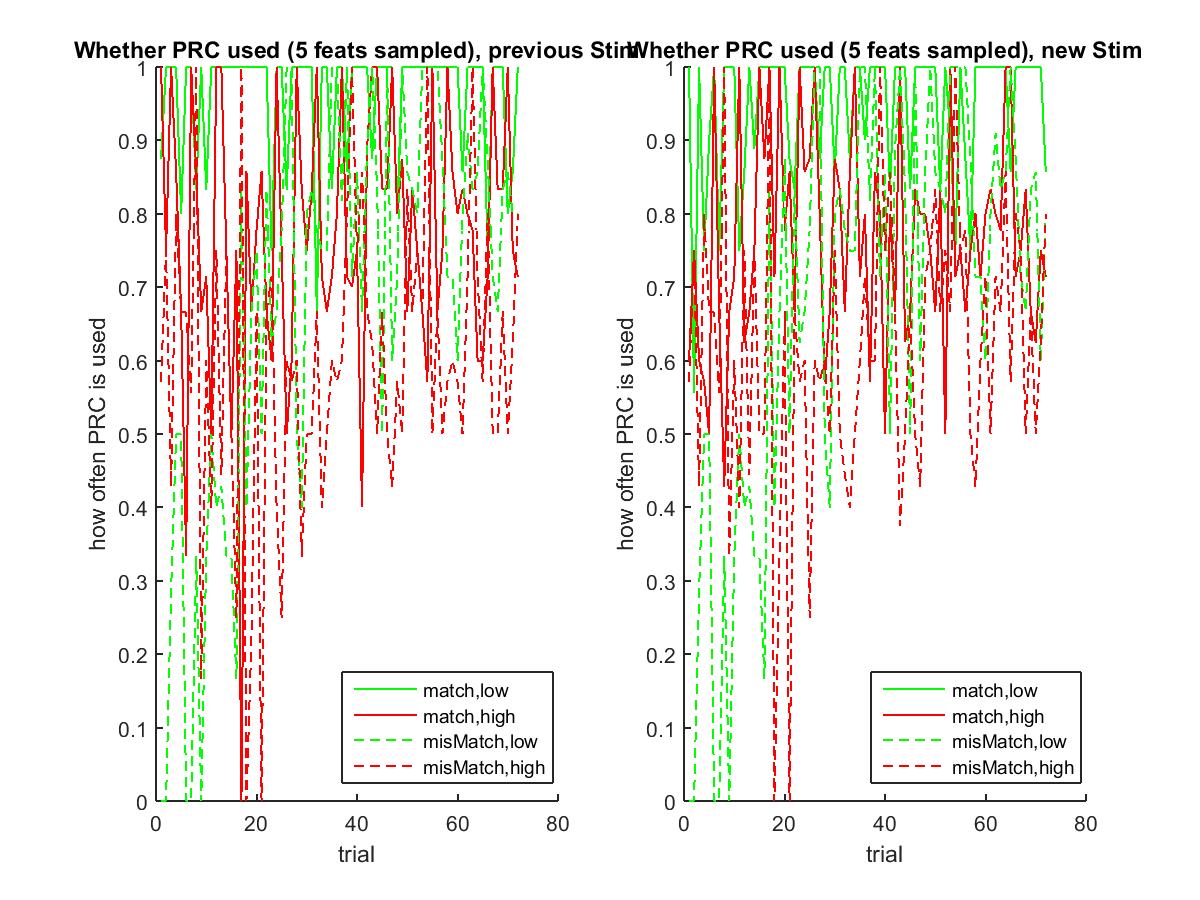 Whether PRC used (5 feats sampled), previous Stim
Whether PRC used (5 feats sampled), new Stim
how often PRC is used
1
0.9
0.8
0.7
0.6
0.5
0.4
0.3
0.2
0.1
0
0
20
40
60
80
trial
match,low
match,high
misMatch,low
misMatch,high
how often PRC is used
1
0.9
0.8
0.7
0.6
0.5
0.4
0.3
0.2
0.1
0
0
20
40
60
80
trial
match,low
match,high
misMatch,low
misMatch,high